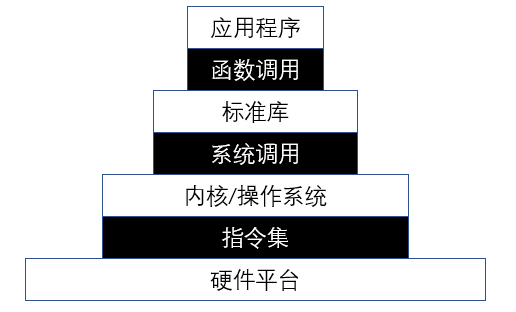 应用程序
函数调用
标准库
系统调用
内核/操作系统
指令集
硬件平台